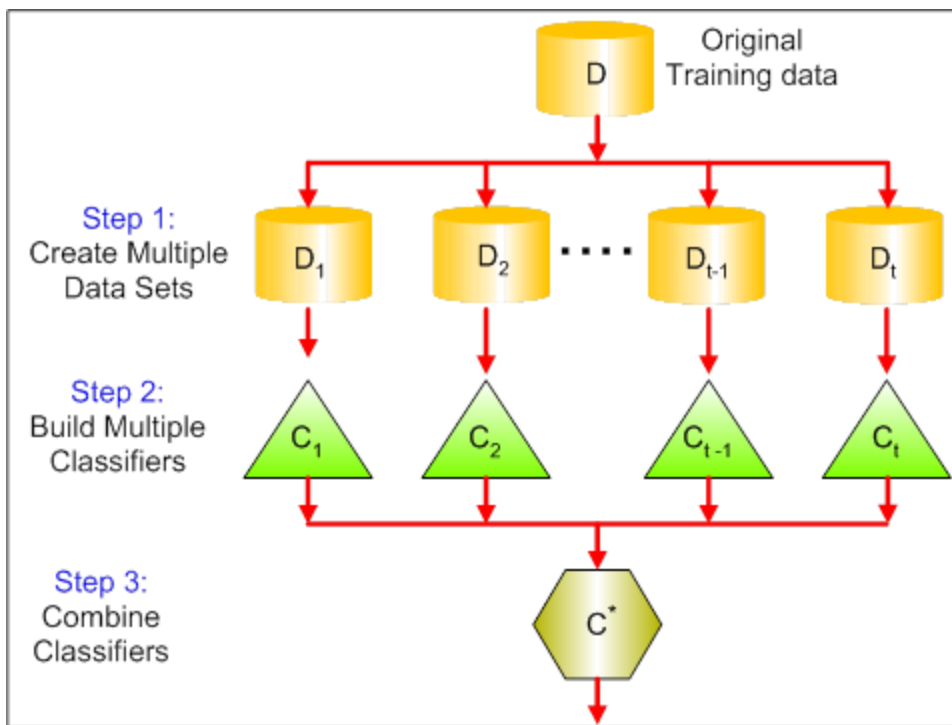 D
Original
Training data
Step 1:
Create Multiple
Data Sets
D₁
D₂
....
Dₜ₋₁
Dₜ
Step 2:
Build Multiple
Classifiers
C₁
C₂
Cₜ₋₁
Cₜ
Step 3:
Combine
Classifiers
C*